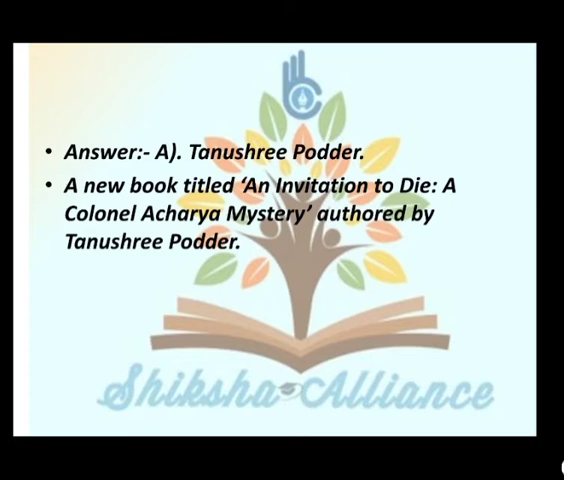 • Answer:- A). Tanushree Podder.
• A new book titled ‘An Invitation to Die: A
Colonel Acharya Mystery’ authored by
Tanushree Podder.
Shiksha Alliance